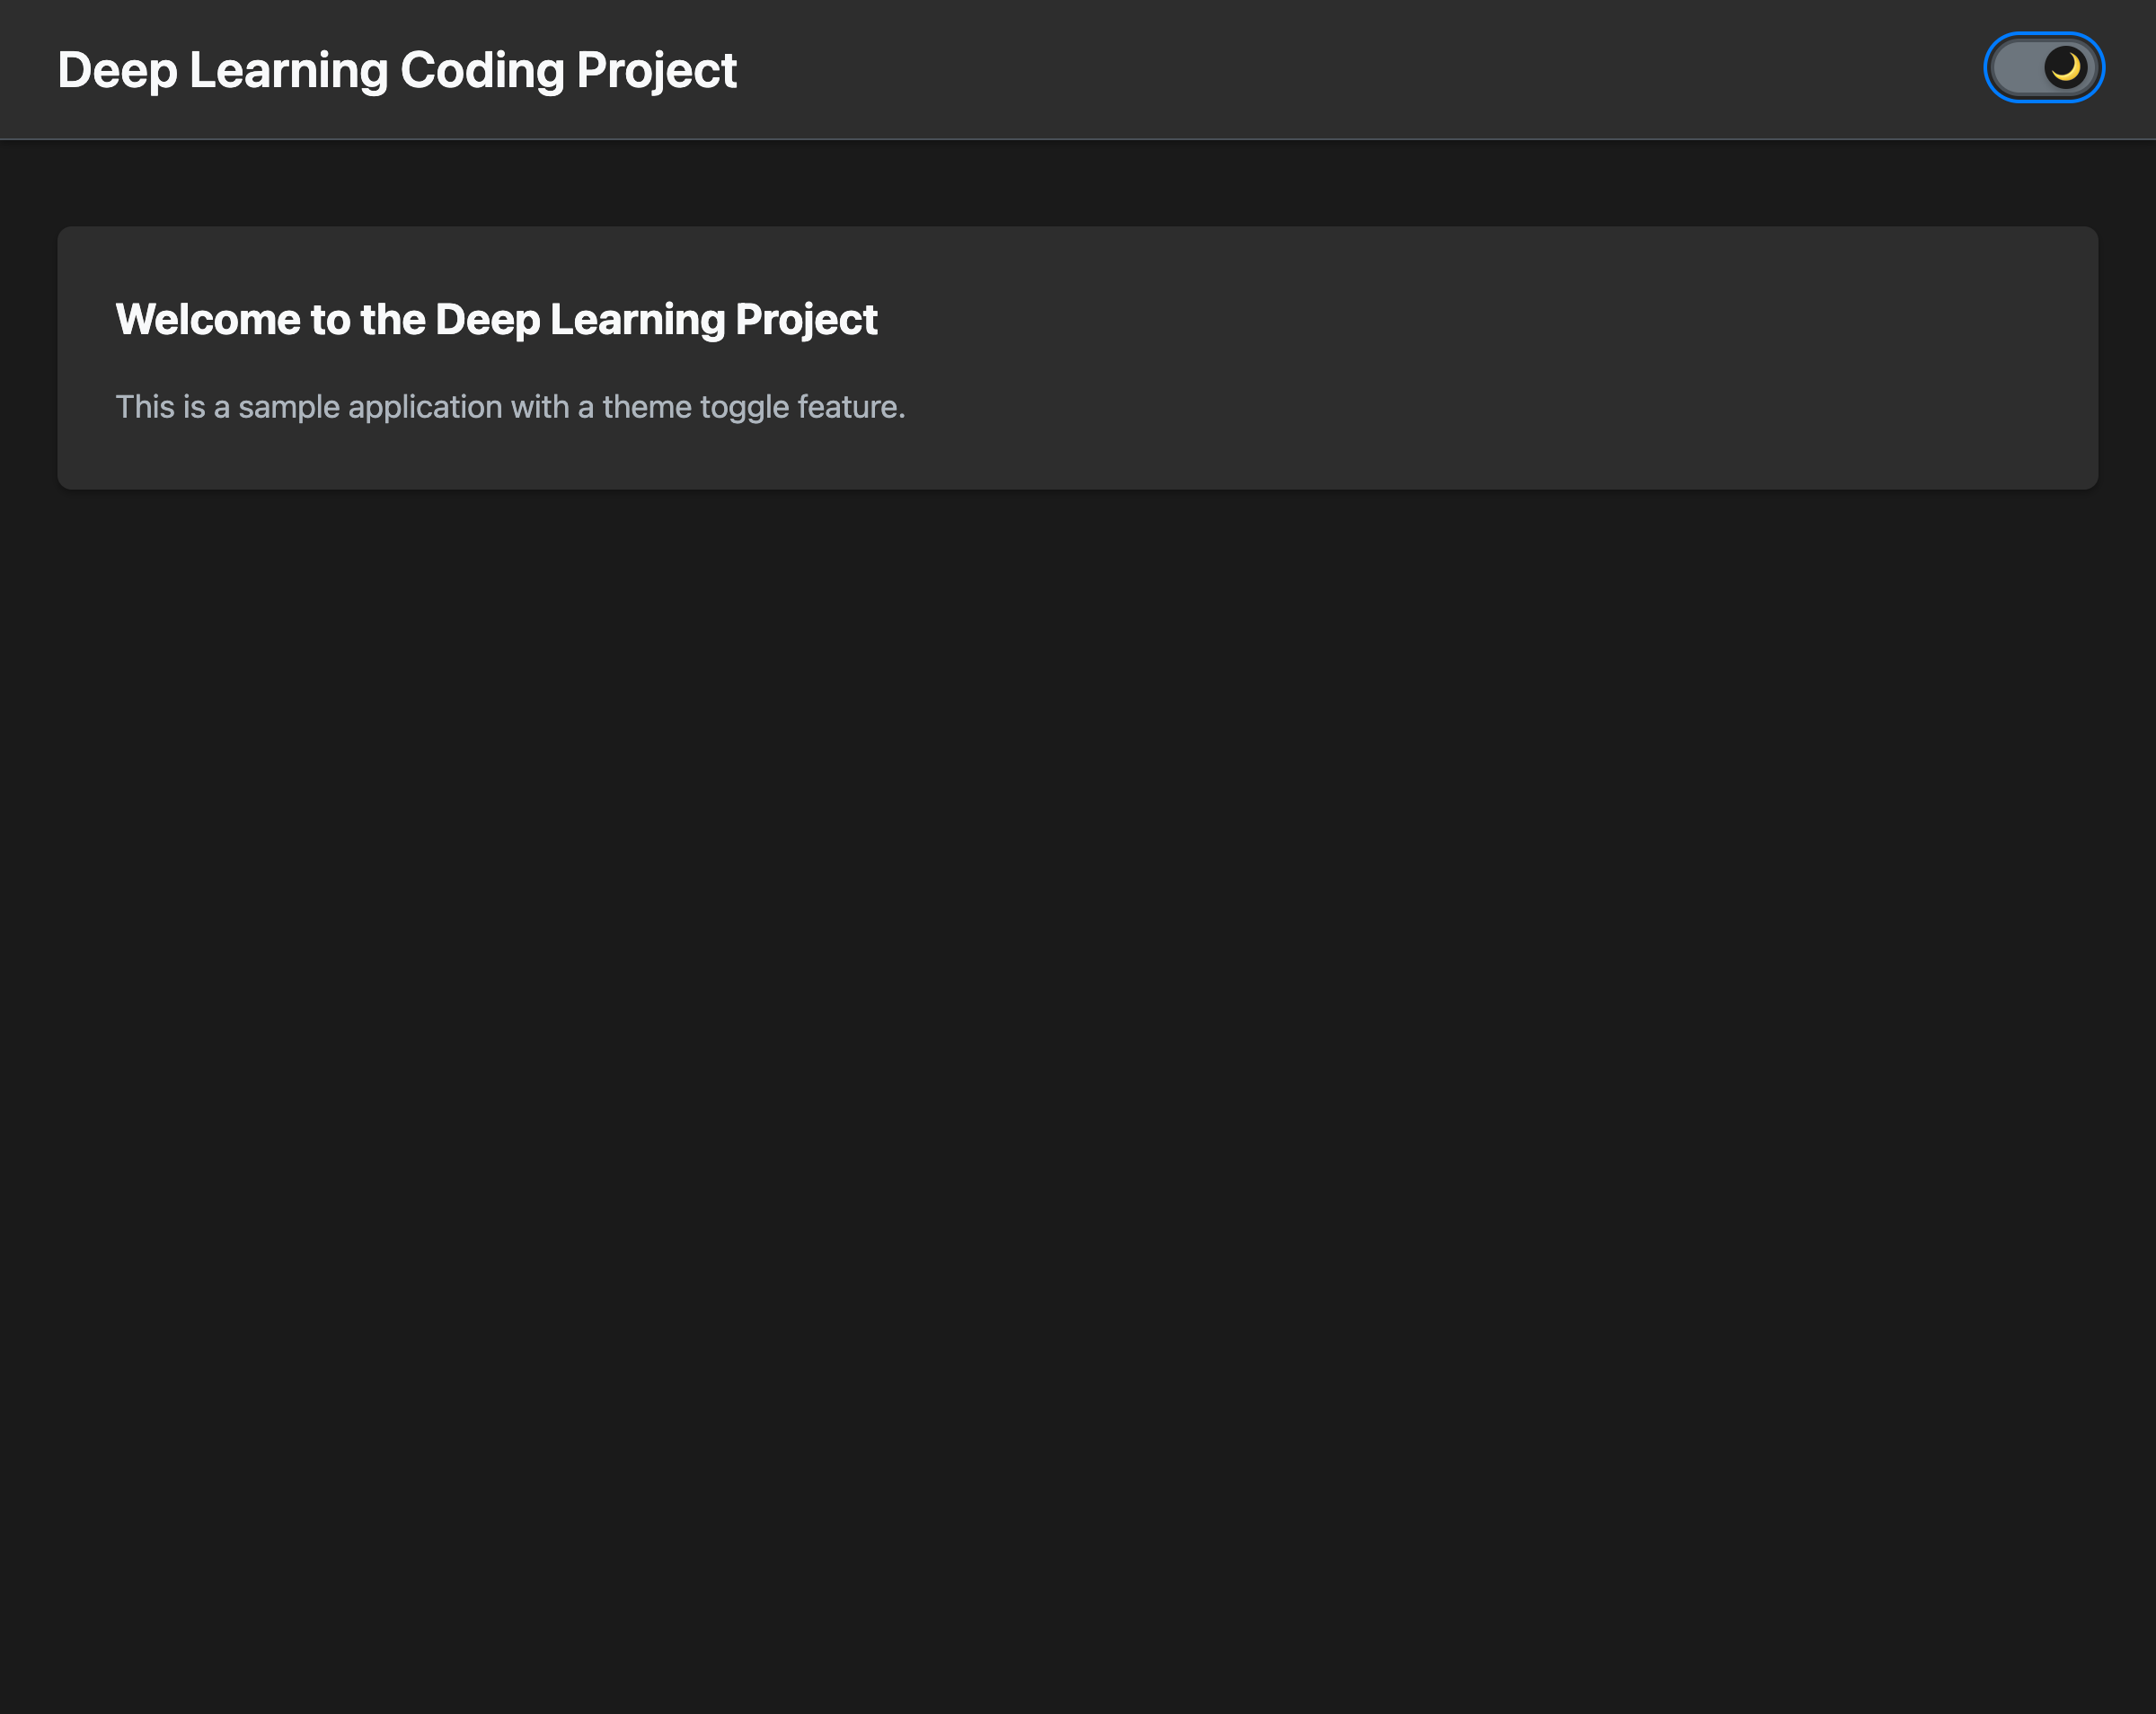 Deep Learning Coding Project
Welcome to the Deep Learning Project
This is a sample application with a theme toggle feature.